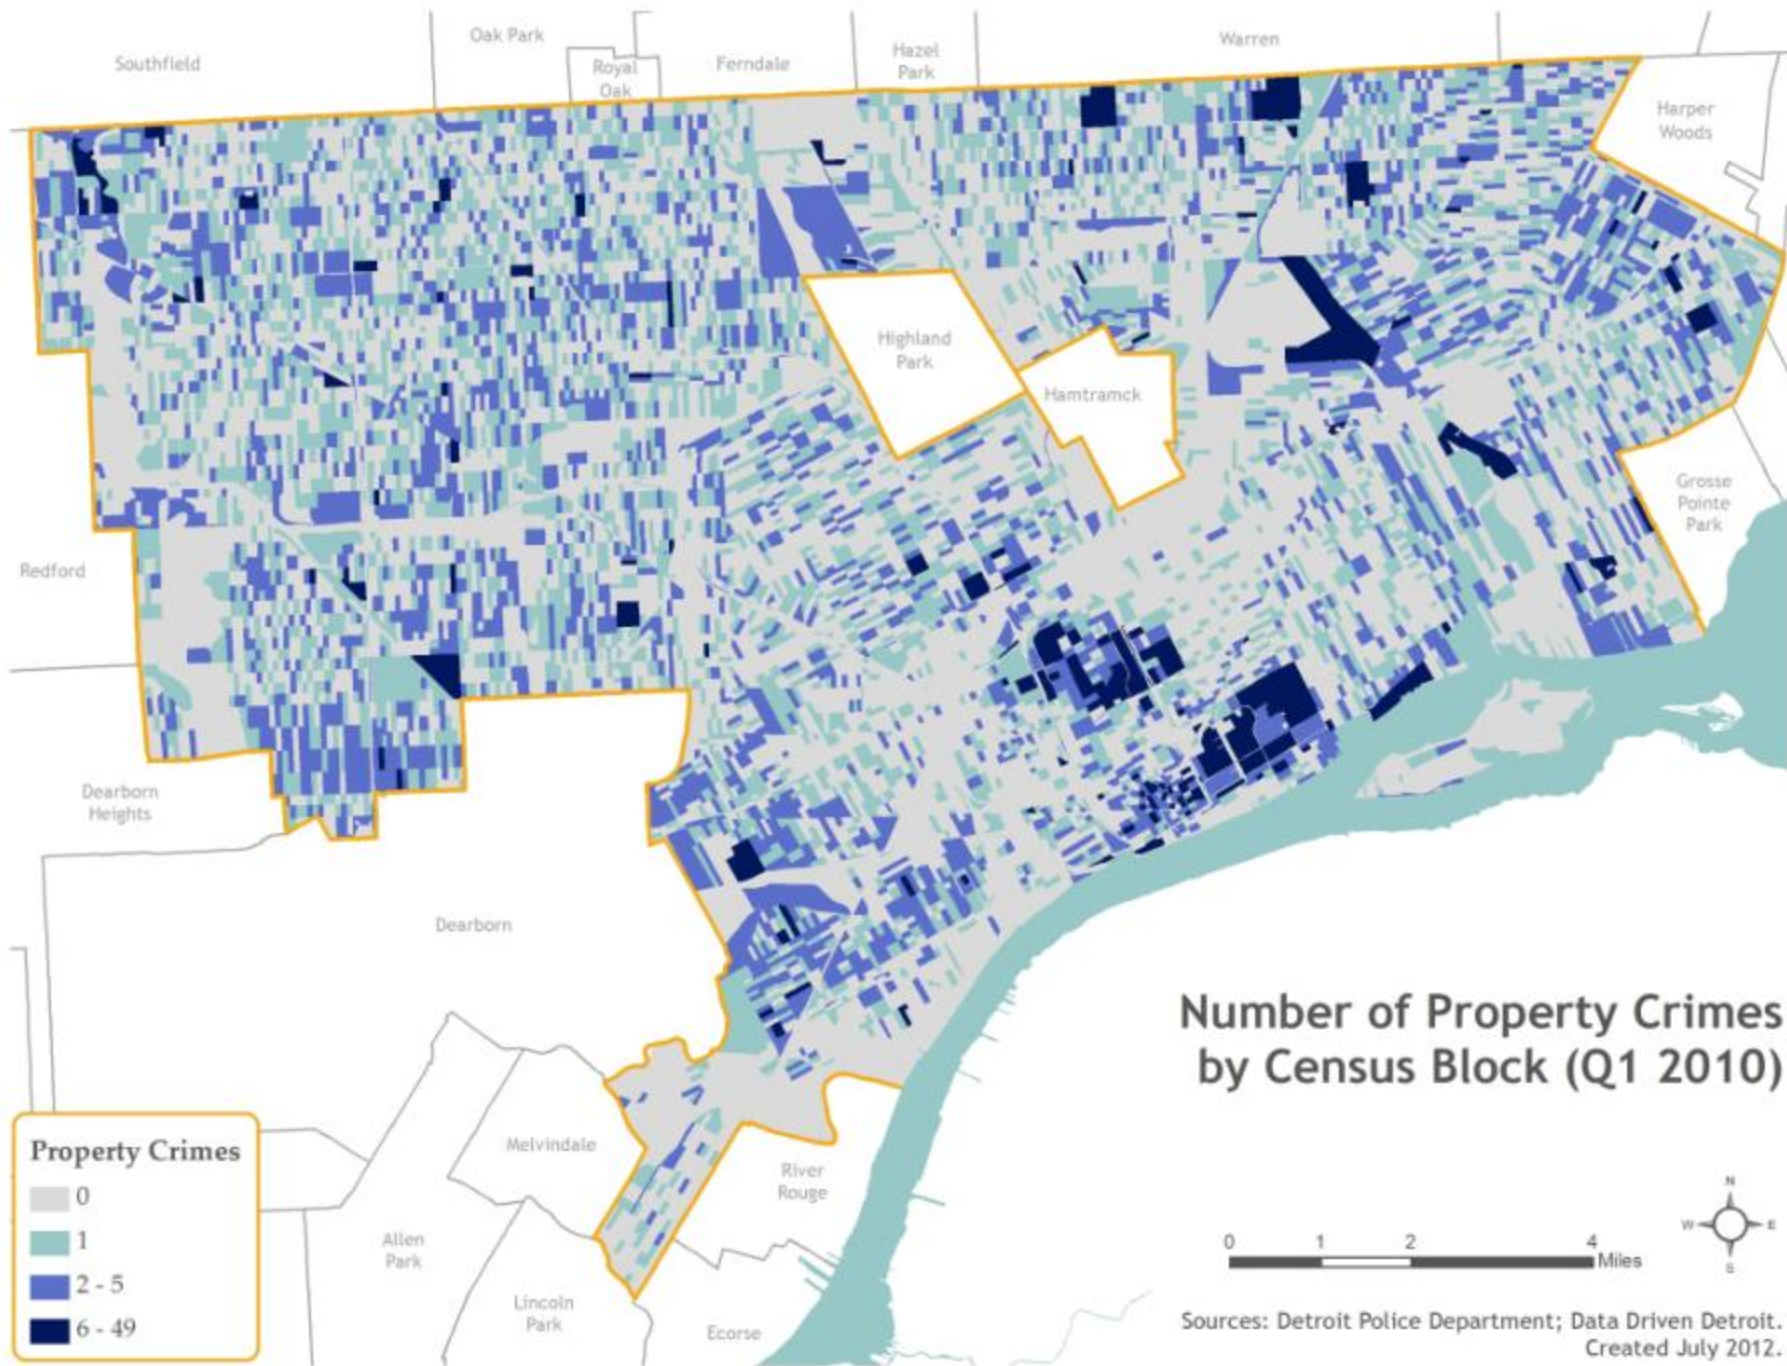 Southfield
Oak Park
Royal
Oak
Ferndale
Hazel
Park
Warren
Harper
Woods
Highland
Park
Hamtramck
Grosse
Pointe
Park
Redford
Dearborn
Heights
Dearborn
Number of Property Crimes
by Census Block (Q1 2010)
Property Crimes
0
1
2 - 5
6 - 49
Melvindale
River
Rouge
Allen
Park
Lincoln
Park
Ecorse
N
W
E
S
0 1 2 4
Miles
Sources: Detroit Police Department; Data Driven Detroit.
Created July 2012.